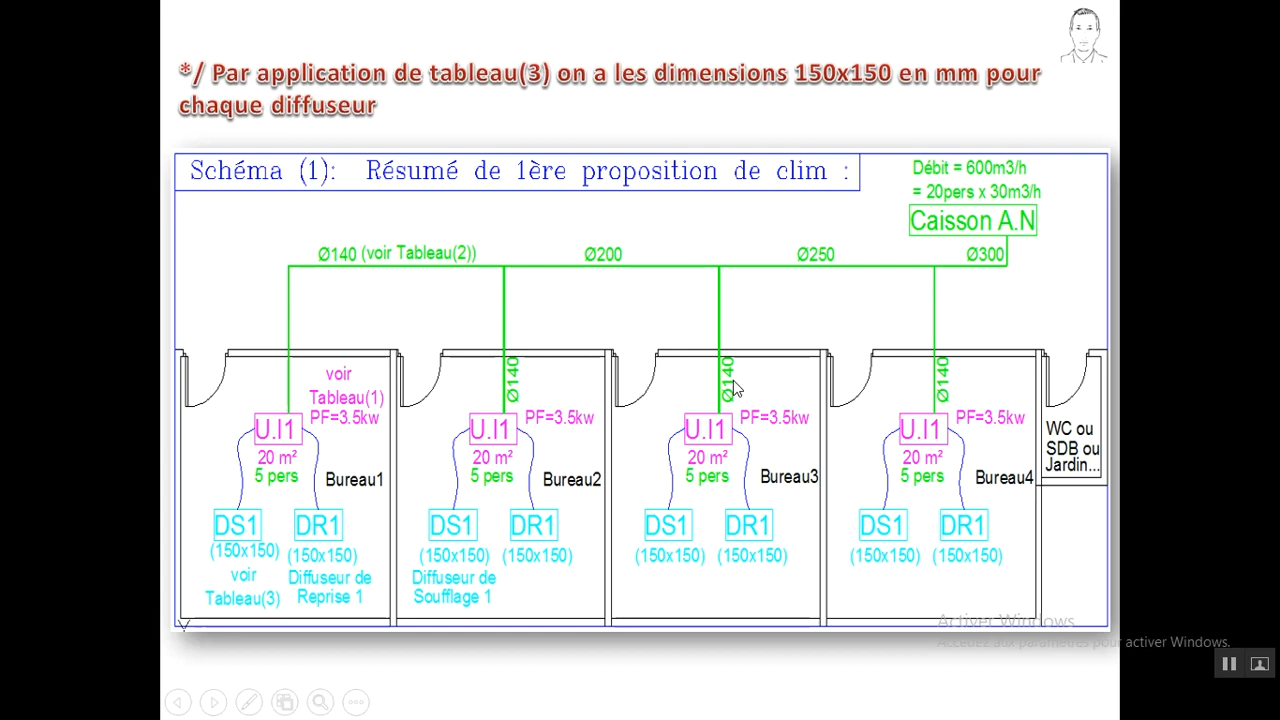 */ Par application de tableau(3) on a les dimensions 150x150 en mm pour
chaque diffuseur
Schéma (1): Résumé de 1ère proposition de clim :
Débit = 600m3/h
= 20pers x 30m3/h
Caisson A.N
Ø140 (voir Tableau(2))
Ø200
Ø250
Ø300
voir
Tableau(1)
PF=3.5kw
U.I1
20 m²
5 pers
Bureau1
DS1
DR1
(150x150)
(150x150)
voir
Tableau(3)
Diffuseur de
Reprise 1
Ø140
PF=3.5kw
U.I1
20 m²
5 pers
Bureau2
DS1
DR1
(150x150)
(150x150)
Diffuseur de
Soufflage 1
Ø140
PF=3.5kw
U.I1
20 m²
5 pers
Bureau3
DS1
DR1
(150x150)
(150x150)
Ø140
PF=3.5kw
U.I1
20 m²
5 pers
Bureau4
DS1
DR1
(150x150)
(150x150)
WC ou
SDB ou
Jardin...
Activer Windows
Accédez aux paramètres pour activer Windows.